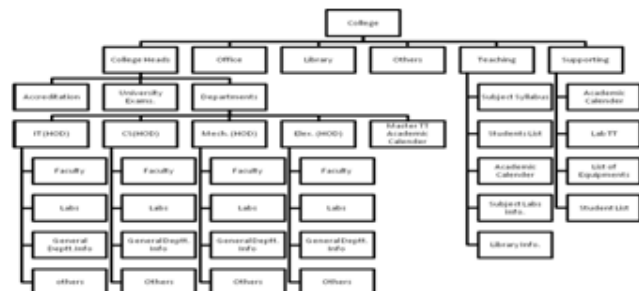 College
College Heads
Office
Library
Others
Teaching
Supporting
Accreditation
University
Exams.
Departments
Subject Syllabus
Academic
Calender
IT(HOD)
CS(HOD)
Mech. (HOD)
Elec. (HOD)
Master TT
Academic
Calender
Students List
Lab TT
Faculty
Faculty
Faculty
Faculty
Academic
Calender
List of
Equipments
Labs
Labs
Labs
Labs
Subject Labs
Info.
Student List
General
Deptt.Info
General
Deptt. Info
General
Deptt. Info
General
Deptt. Info
Library Info.
others
Others
Others
Others